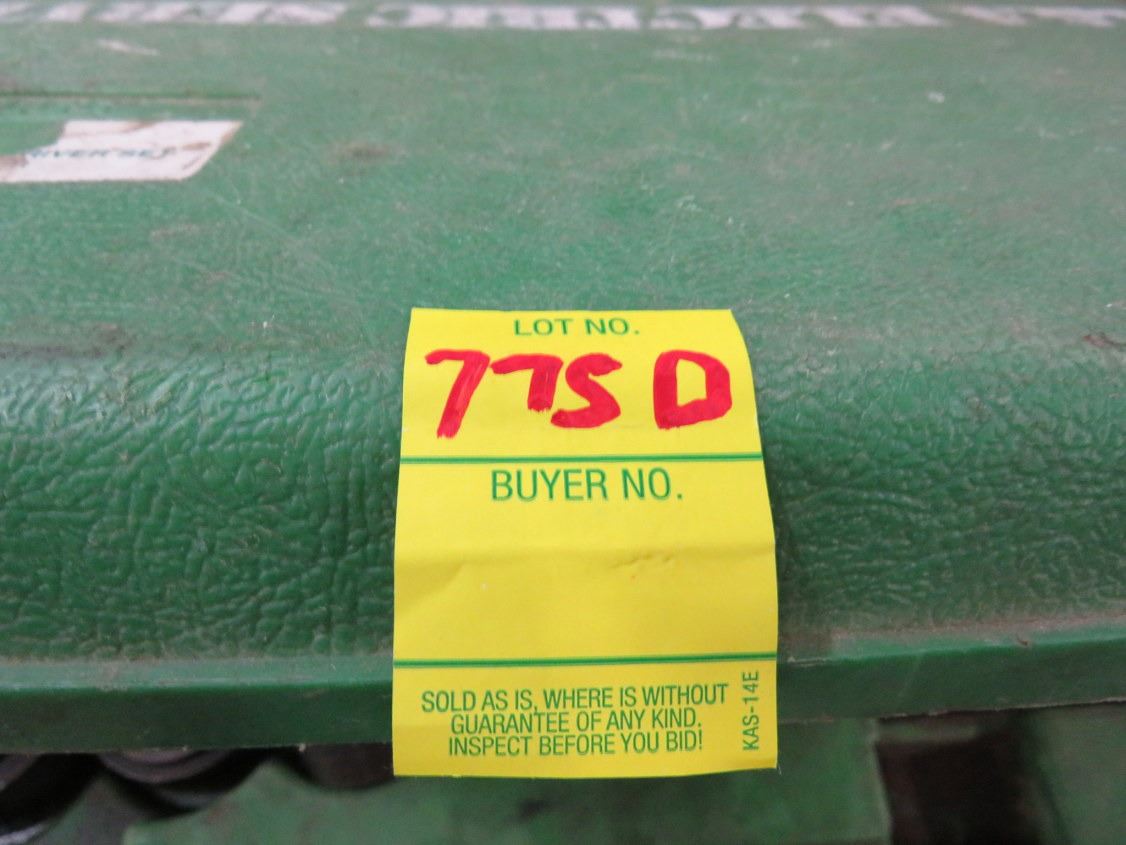 LOT NO.
775 D
BUYER NO.
SOLD AS IS, WHERE IS WITHOUT
GUARANTEE OF ANY KIND.
INSPECT BEFORE YOU BID!
KAS-14E